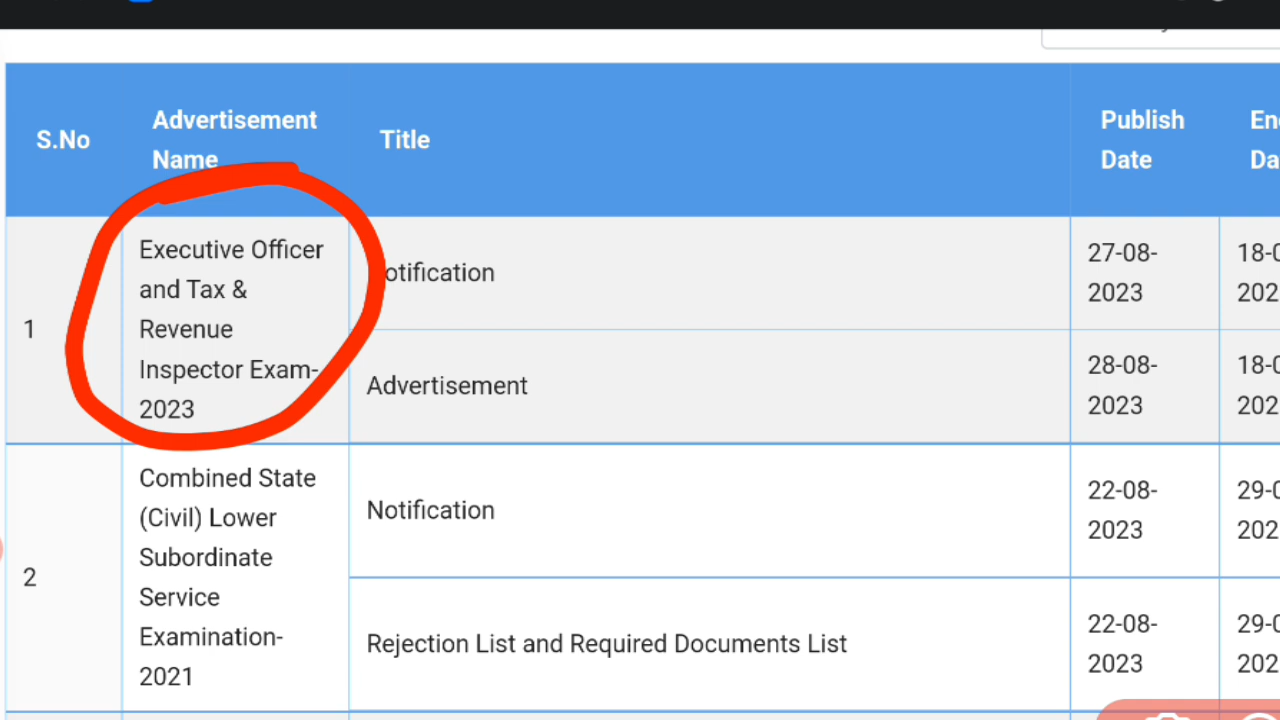 S.No
Advertisement
Name
Title
Publish
Date
1
Executive Officer
and Tax &
Revenue
Inspector Exam-
2023
27-08-
2023
Advertisement
28-08-
2023
2
Combined State
(Civil) Lower
Subordinate
Service
Examination-
2021
Notification
22-08-
2023
Rejection List and Required Documents List
22-08-
2023